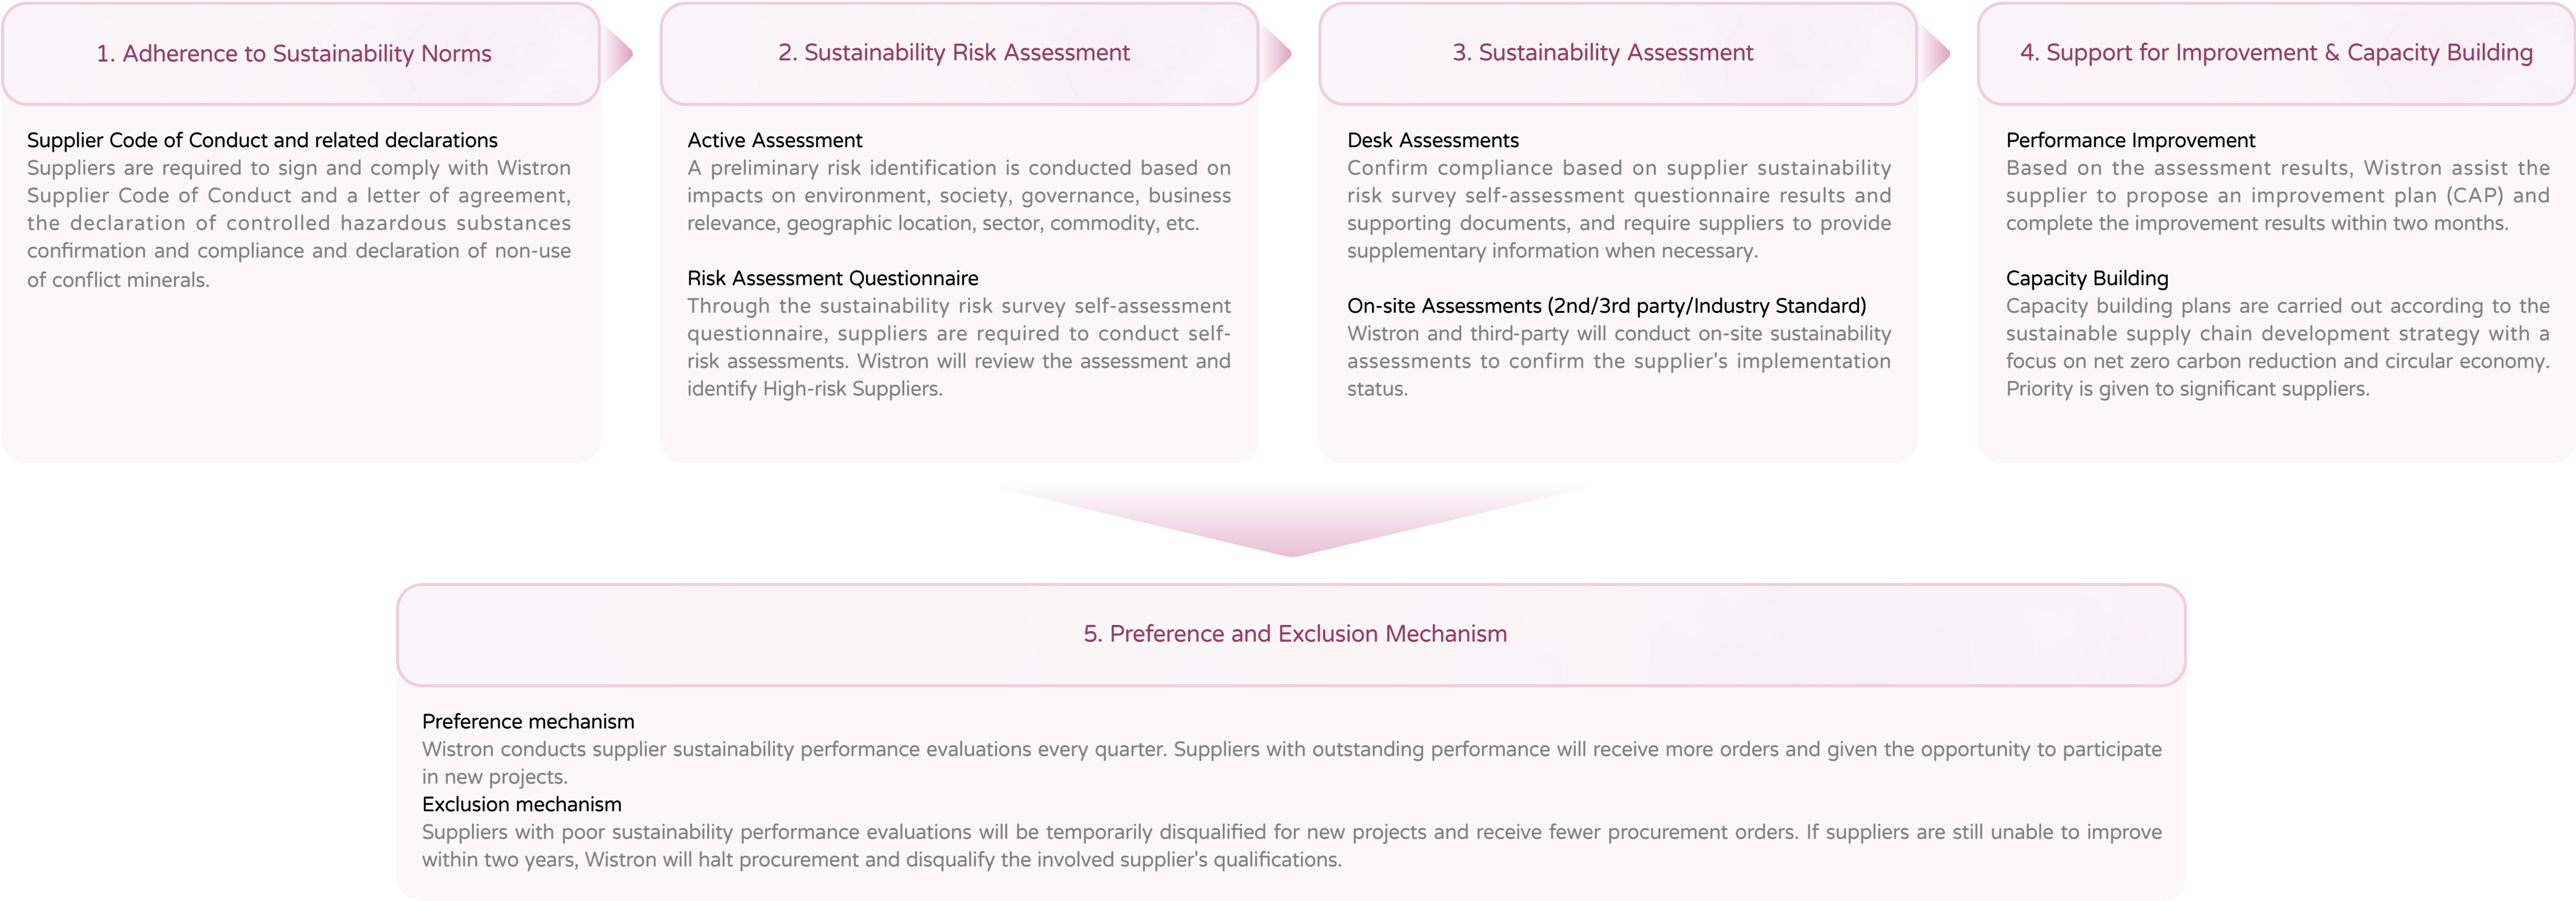 1. Adherence to Sustainability Norms
Supplier Code of Conduct and related declarations
Suppliers are required to sign and comply with Wistron
Supplier Code of Conduct and a letter of agreement,
the declaration of controlled hazardous substances
confirmation and compliance and declaration of non-use
of conflict minerals.
2. Sustainability Risk Assessment
Active Assessment
A preliminary risk identification is conducted based on
impacts on environment, society, governance, business
relevance, geographic location, sector, commodity, etc.
Risk Assessment Questionnaire
Through the sustainability risk survey self-assessment
questionnaire, suppliers are required to conduct self-
risk assessments. Wistron will review the assessment and
identify High-risk Suppliers.
3. Sustainability Assessment
Desk Assessments
Confirm compliance based on supplier sustainability
risk survey self-assessment questionnaire results and
supporting documents, and require suppliers to provide
supplementary information when necessary.
On-site Assessments (2nd/3rd party/Industry Standard)
Wistron and third-party will conduct on-site sustainability
assessments to confirm the supplier's implementation
status.
4. Support for Improvement & Capacity Building
Performance Improvement
Based on the assessment results, Wistron assist the
supplier to propose an improvement plan (CAP) and
complete the improvement results within two months.
Capacity Building
Capacity building plans are carried out according to the
sustainable supply chain development strategy with a
focus on net zero carbon reduction and circular economy.
Priority is given to significant suppliers.
5. Preference and Exclusion Mechanism
Preference mechanism
Wistron conducts supplier sustainability performance evaluations every quarter. Suppliers with outstanding performance will receive more orders and given the opportunity to participate
in new projects.
Exclusion mechanism
Suppliers with poor sustainability performance evaluations will be temporarily disqualified for new projects and receive fewer procurement orders. If suppliers are still unable to improve
within two years, Wistron will halt procurement and disqualify the involved supplier's qualifications.